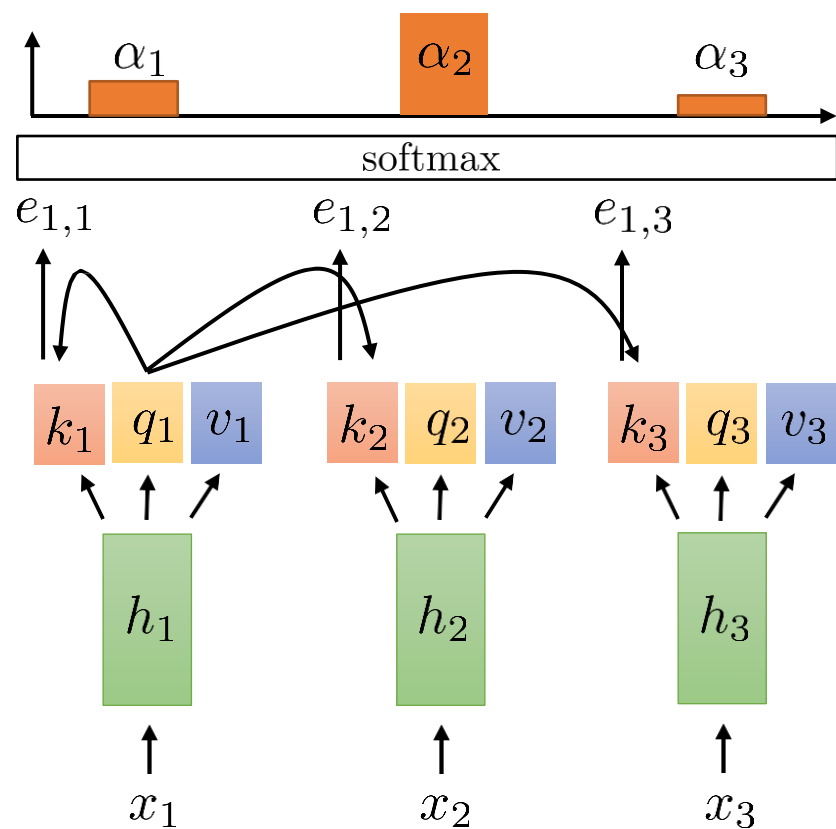 α₁ α₂ α₃
softmax
e₁,₁ e₁,₂ e₁,₃
k₁ q₁ v₁ k₂ q₂ v₂ k₃ q₃ v₃
h₁ h₂ h₃
x₁ x₂ x₃